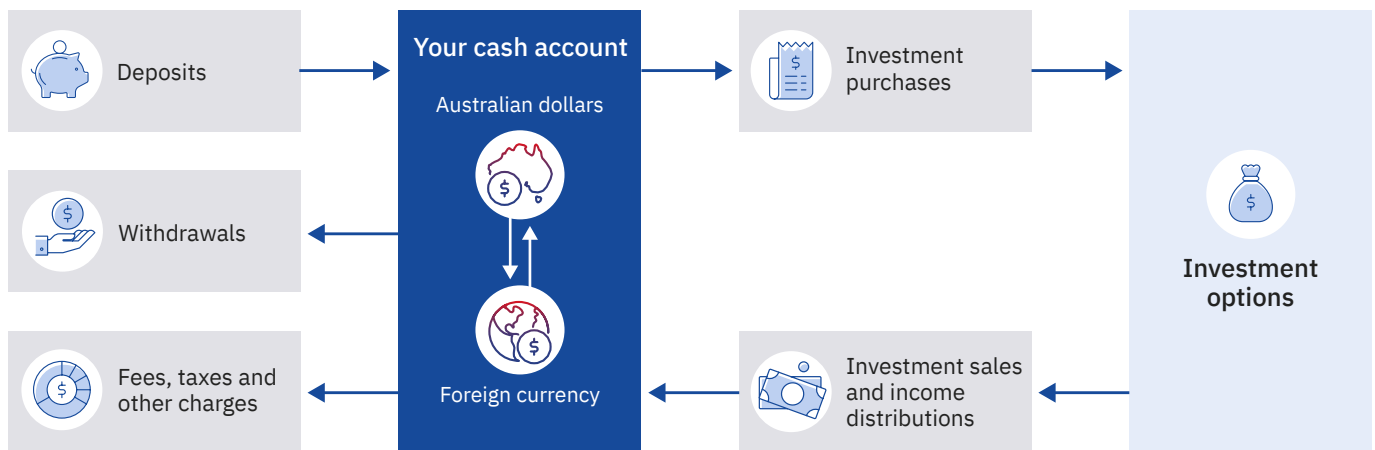 Deposits
Withdrawals
Fees, taxes and
other charges
Your cash account
Australian dollars
$
$
Foreign currency
$
Investment
purchases
$
Investment sales
and income
distributions
$
Investment
options
$
$